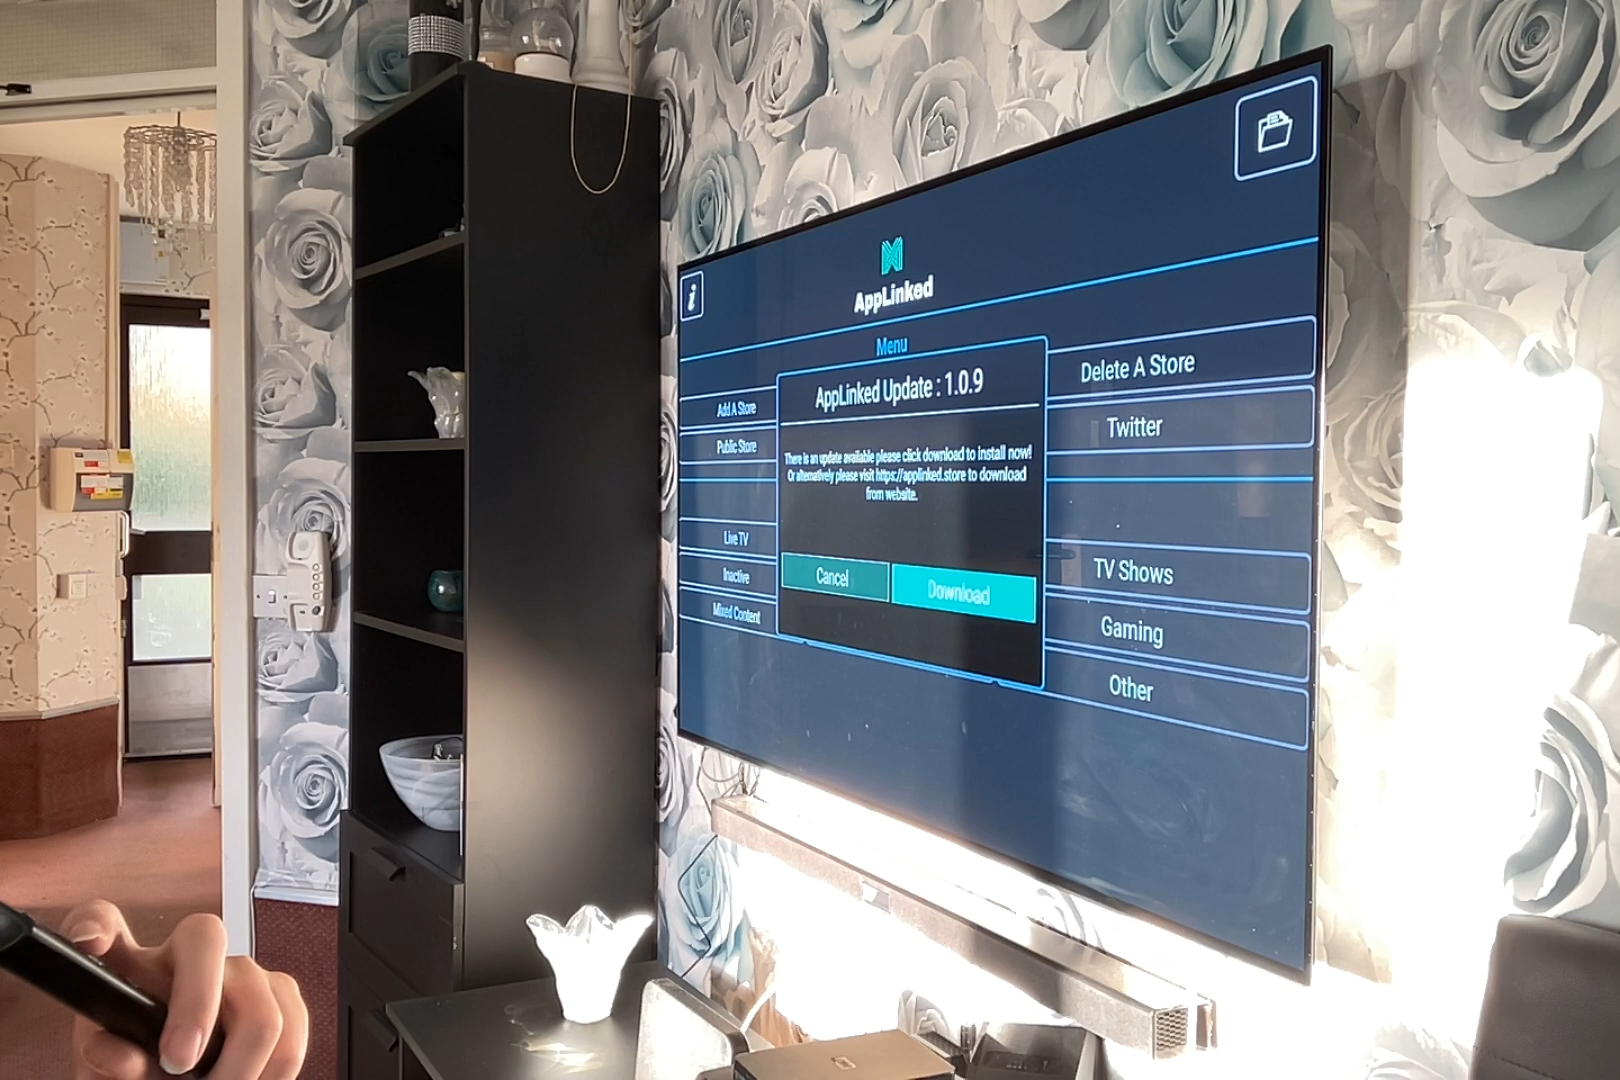 i
AppLinked
Menu
Add A Store
Public Store
Live TV
Inactive
Mixed Content
AppLinked Update : 1.0.9
There is an update available please click download to install now!
Or alternatively please visit https://applinked.store to download
from website.
Cancel
Download
Delete A Store
Twitter
TV Shows
Gaming
Other